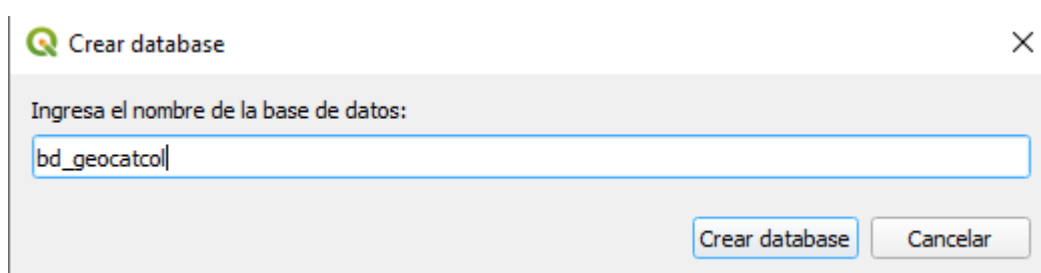 Crear database
Ingresa el nombre de la base de datos:
bd_geocatcol
Crear database
Cancelar